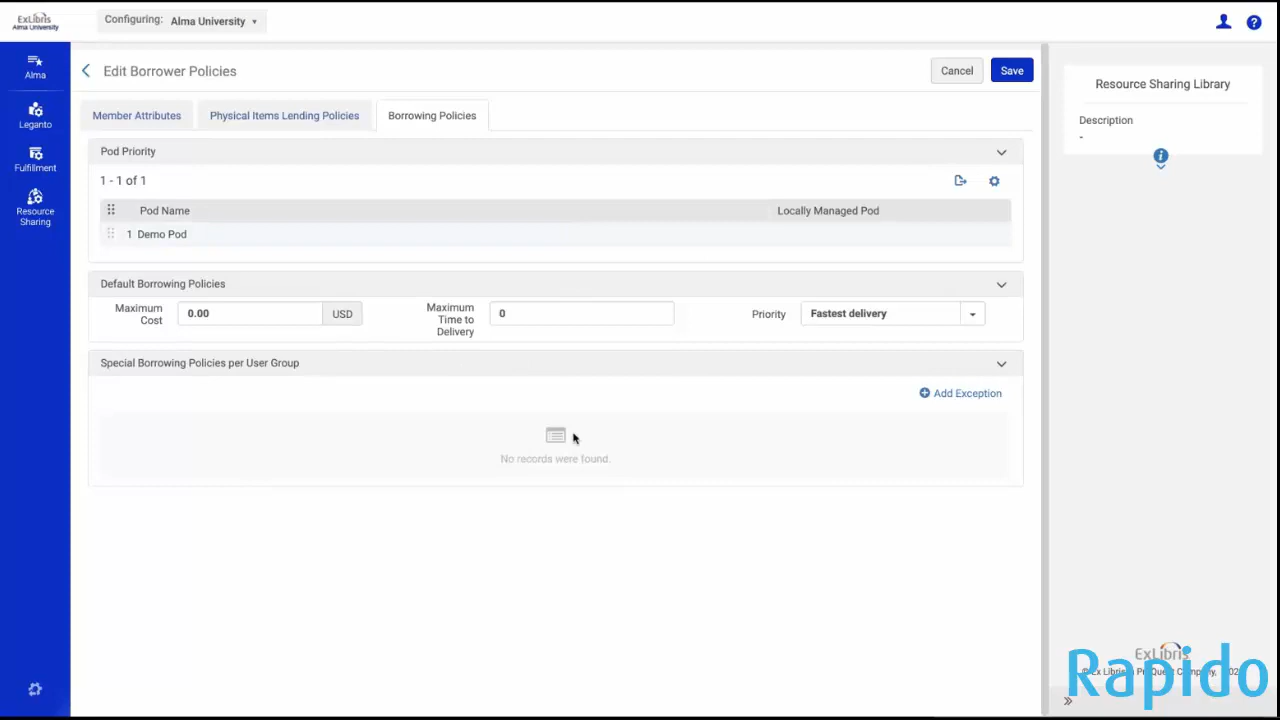 ExLibris
Alma University
Configuring: Alma University
Alma
Leganto
Fulfillment
Resource
Sharing
Edit Borrower Policies
Cancel
Save
Member Attributes
Physical Items Lending Policies
Borrowing Policies
Pod Priority
1 - 1 of 1
Pod Name
Locally Managed Pod
1 Demo Pod
Default Borrowing Policies
Maximum
Cost
0.00
USD
Maximum
Time to
Delivery
0
Priority
Fastest delivery
Special Borrowing Policies per User Group
Add Exception
No records were found.
Resource Sharing Library
Description
-
ExLibris
Rapido